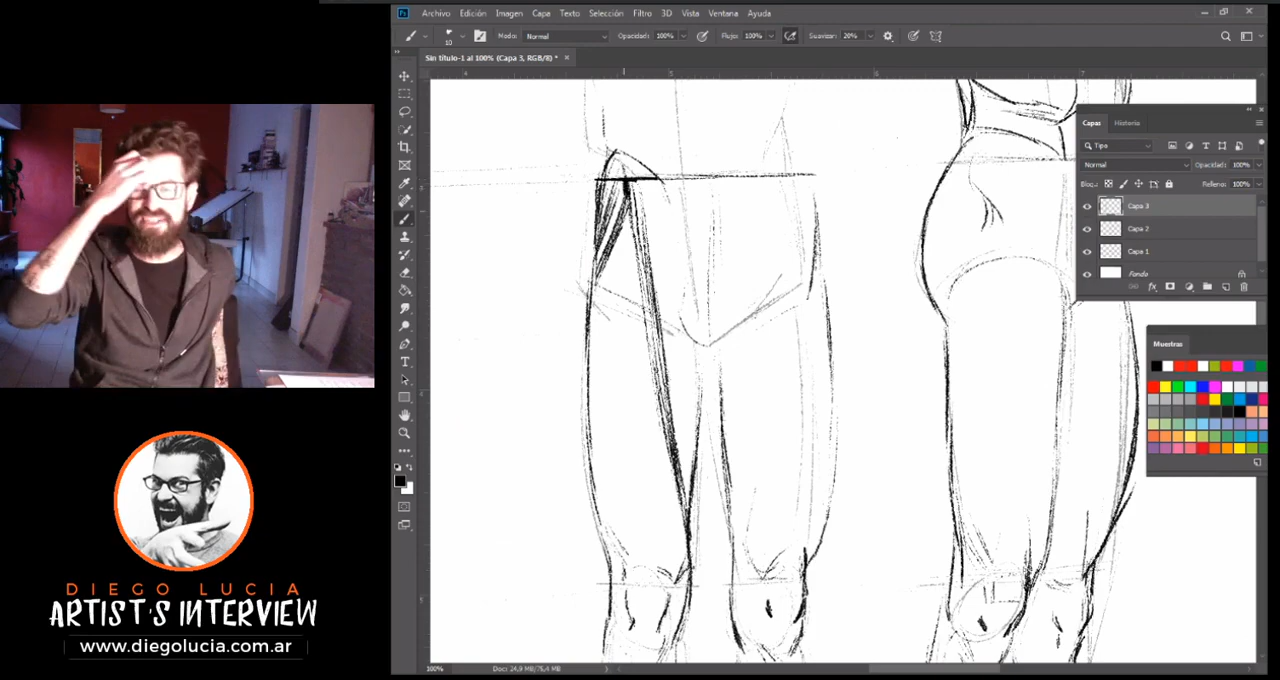 Archivo Edición Imagen Capa Texto Selección Filtro 3D Vista Ventana Ayuda
10 Modo: Normal Opacidad: 100% Flujo: 100% Suavizar: 20%
Sin título-1 al 100% (Capa 3, RGB/8) *
Capas Historia
Tipo
Normal Opacidad: 100%
Bloq.: Relleno: 100%
Capa 3
Capa 2
Capa 1
Fondo
Muestras
100% Doc: 24,9 MB/75,4 MB
DIEGO LUCIA
ARTIST'S INTERVIEW
www.diegolucia.com.ar